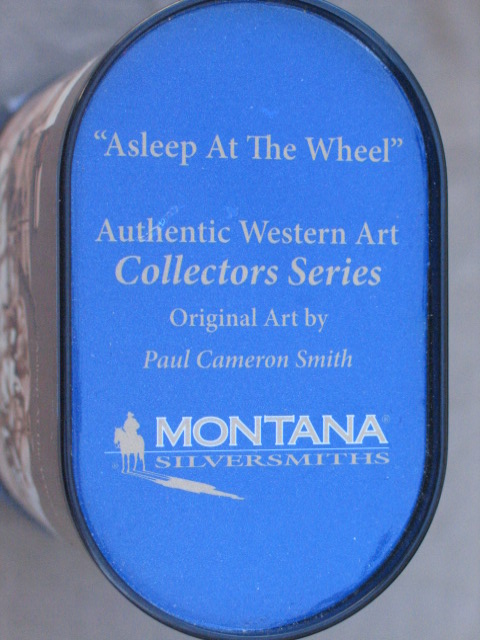 “Asleep At The Wheel”
Authentic Western Art
Collectors Series
Original Art by
Paul Cameron Smith
MONTANA®
SILVERSMITHS